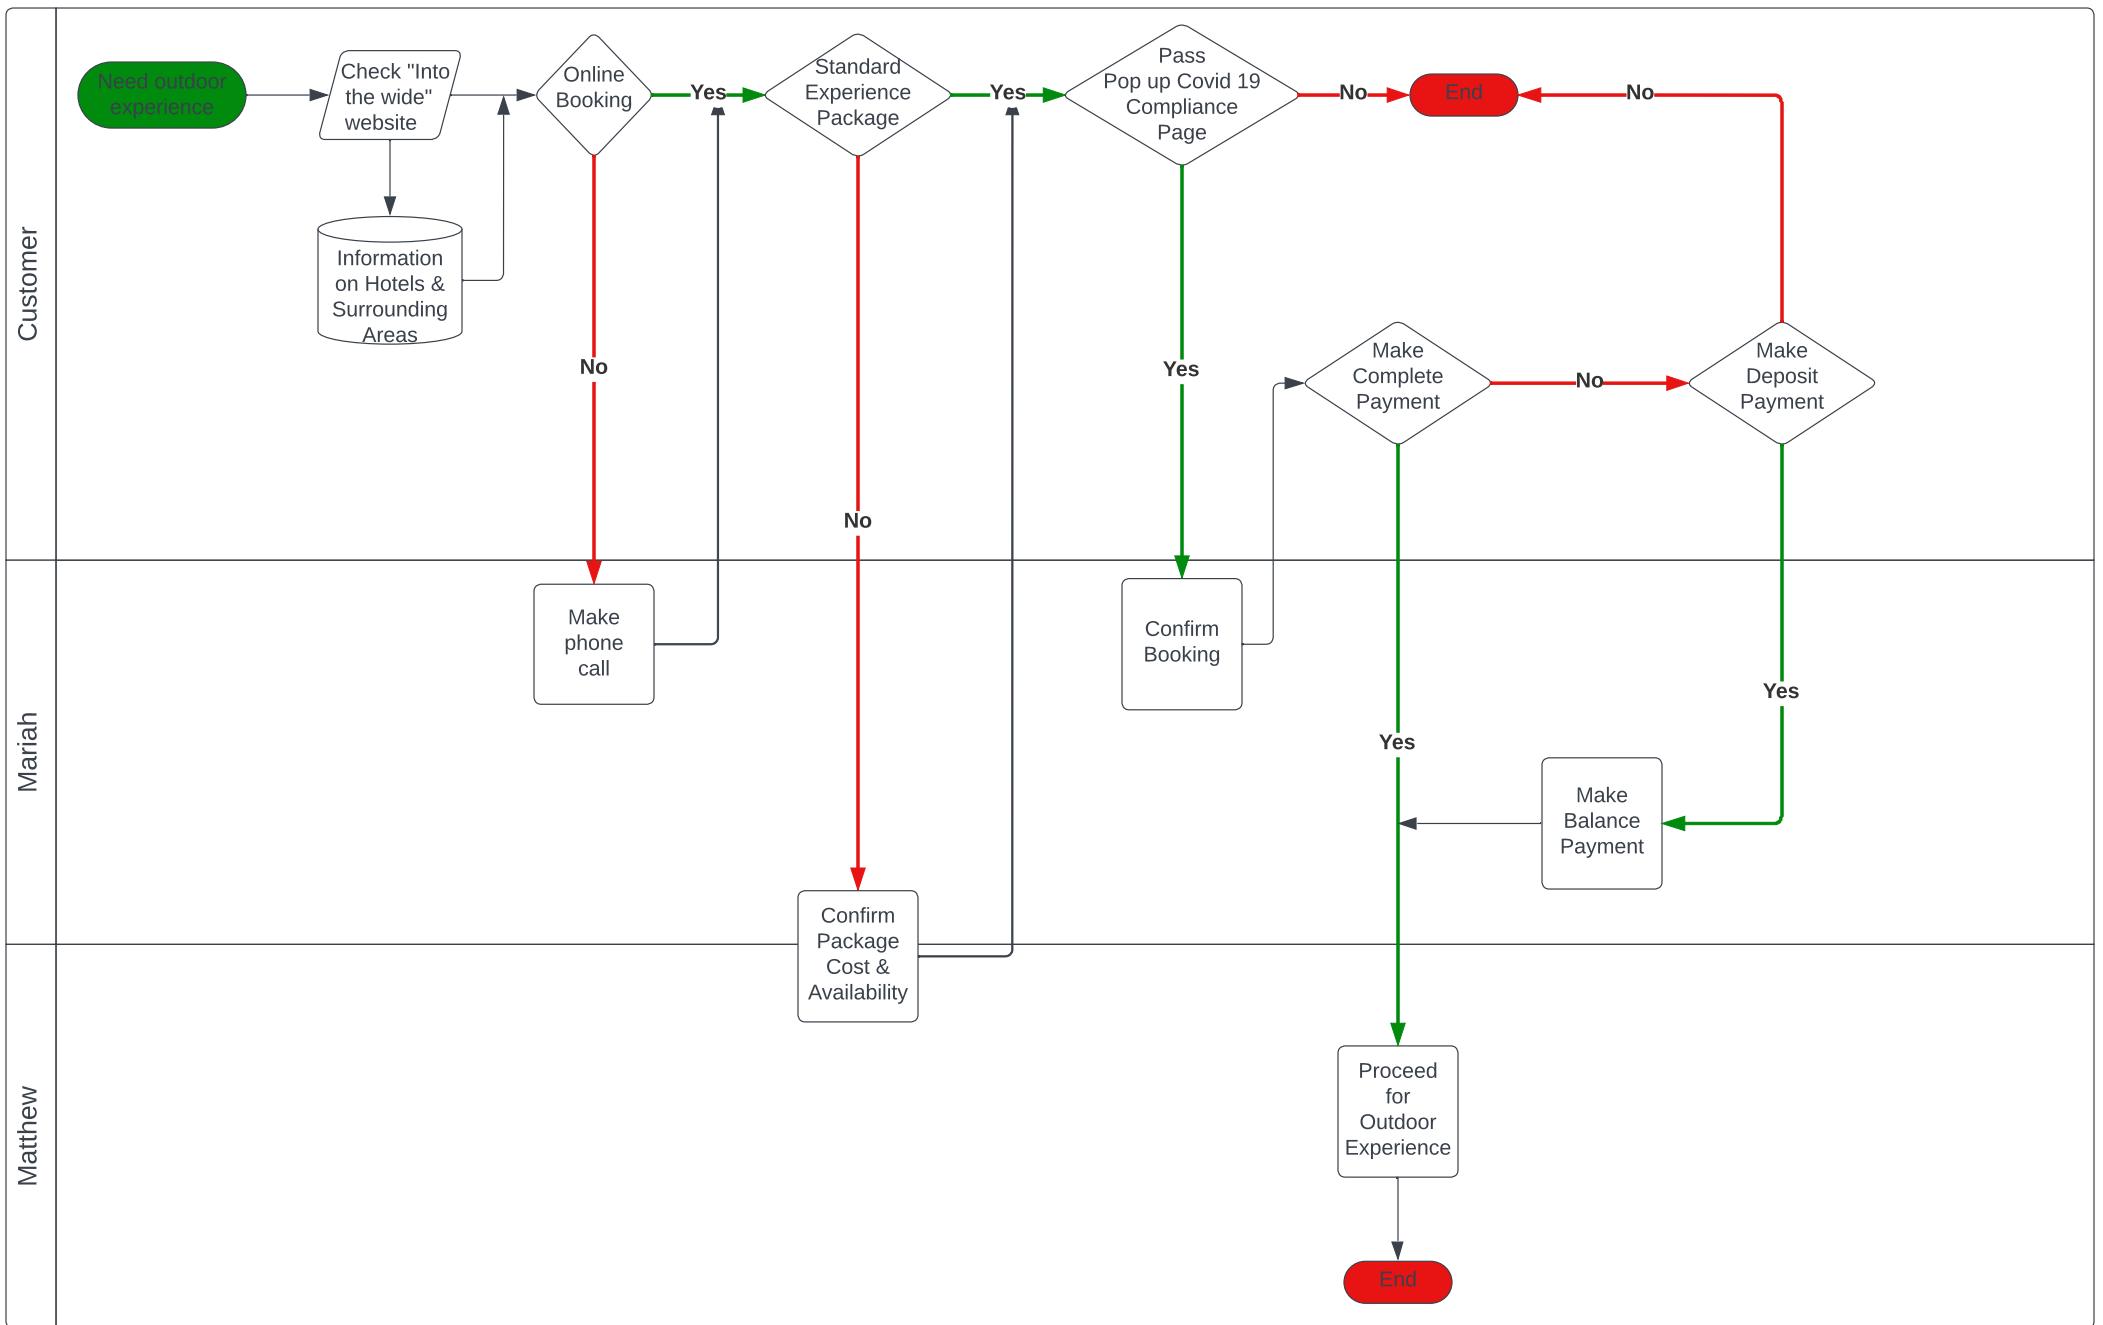 Customer
Need outdoor
experience
Check "Into
the wide"
website
Information
on Hotels &
Surrounding
Areas
Online
Booking
Yes
No
Standard
Experience
Package
Yes
No
Pass
Pop up Covid 19
Compliance
Page
No
End
No
Yes
Make
Complete
Payment
No
Make
Deposit
Payment
Mariah
Make
phone
call
Confirm
Booking
Yes
Yes
Make
Balance
Payment
Confirm
Package
Cost &
Availability
Matthew
Proceed
for
Outdoor
Experience
End